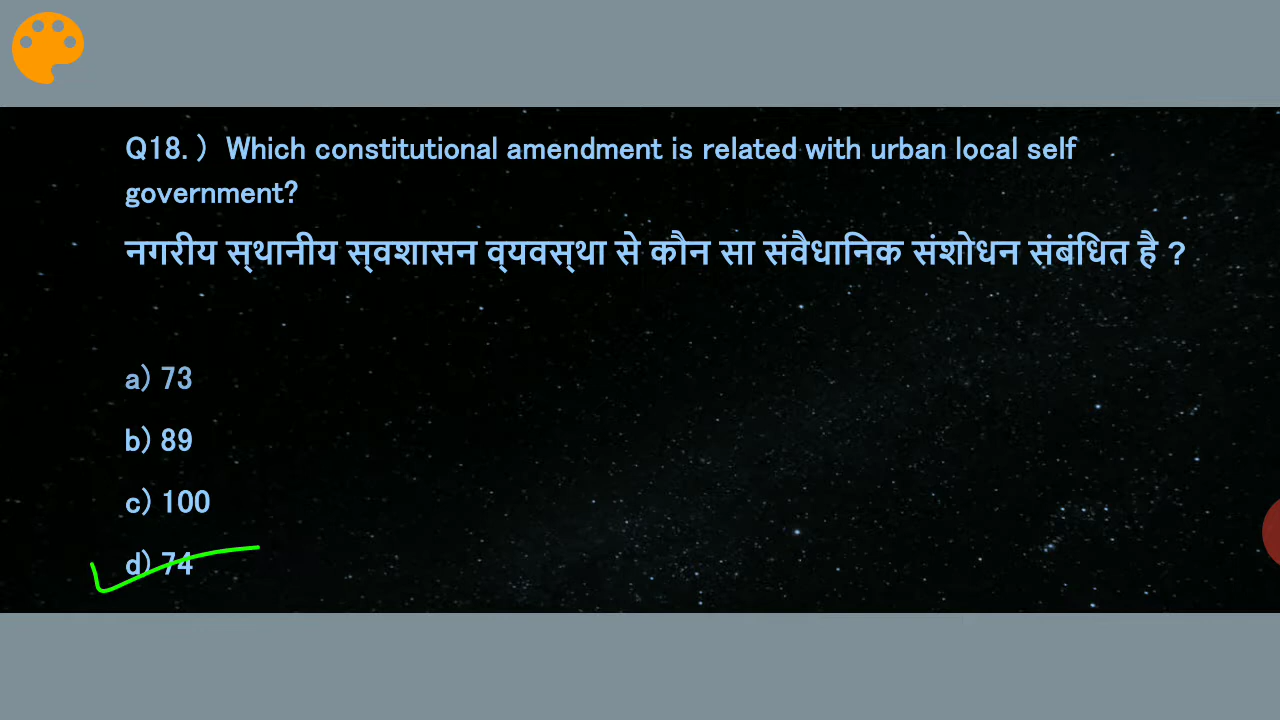 Q18.) Which constitutional amendment is related with urban local self
government?
नगरीय स्थानीय स्वशासन व्यवस्था से कौन सा संवैधानिक संशोधन संबंधित है ?
a) 73
b) 89
c) 100
d) 74